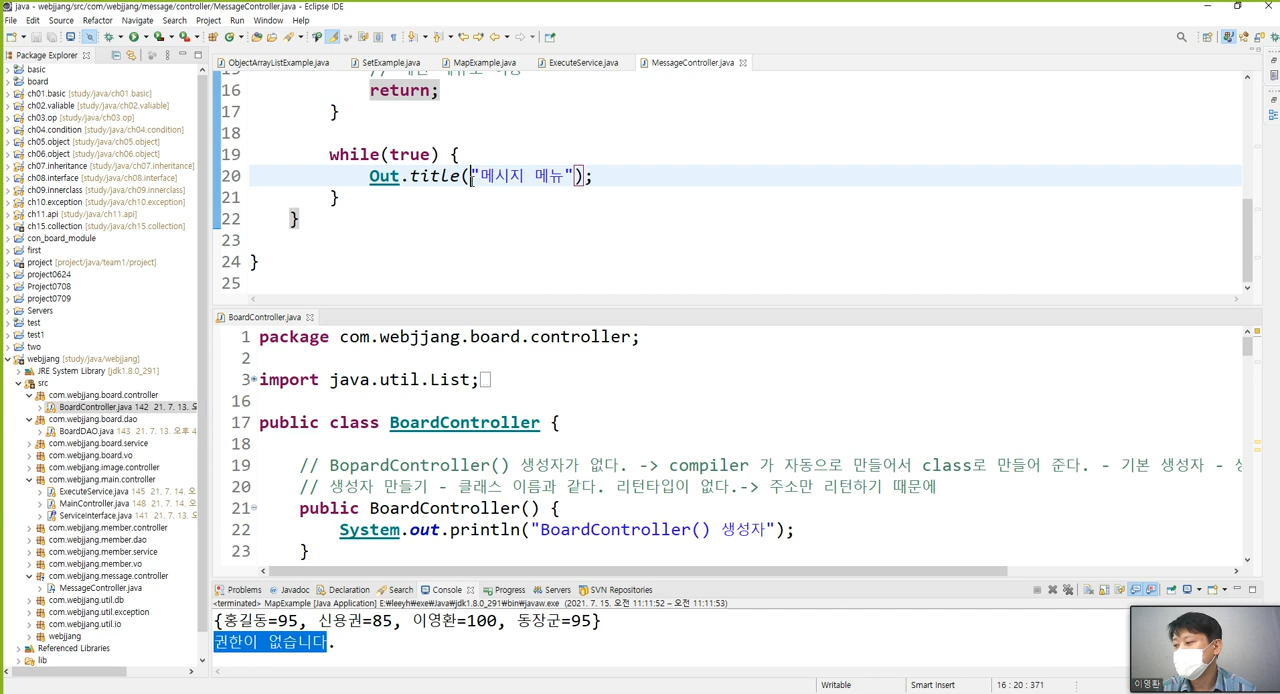 java - webjjang/src/com/webjjang/message/controller/MessageController.java - Eclipse IDE
File Edit Source Refactor Navigate Search Project Run Window Help
Package Explorer
basic
board
ch01.basic [study/java/ch01.basic]
ch02.valiable [study/java/ch02.valiable]
ch03.op [study/java/ch03.op]
ch04.condition [study/java/ch04.condition]
ch05.object [study/java/ch05.object]
ch06.object [study/java/ch06.object]
ch07.inheritance [study/java/ch07.inheritance]
ch08.interface [study/java/ch08.interface]
ch09.innerclass [study/java/ch09.innerclass]
ch10.exception [study/java/ch10.exception]
ch11.api [study/java/ch11.api]
ch15.collection [study/java/ch15.collection]
con_board_module
first
project [project/java/team1/project]
project0624
Project0708
project0709
Servers
test
test1
two
webjjang [study/java/webjjang]
JRE System Library [jdk1.8.0_291]
src
com.webjjang.board.controller
BoardController.java 142 21. 7. 13. 오
com.webjjang.board.dao
BoardDAO.java 143 21. 7. 13. 오후 4
com.webjjang.board.service
com.webjjang.board.vo
com.webjjang.image.controller
com.webjjang.main.controller
ExecuteService.java 145 21. 7. 14. 오
MainController.java 148 21. 7. 14. 오
ServiceInterface.java 141 21. 7. 13. 오
com.webjjang.member.controller
com.webjjang.member.dao
com.webjjang.member.service
com.webjjang.member.vo
com.webjjang.message.controller
MessageController.java
com.webjjang.util.db
com.webjjang.util.exception
com.webjjang.util.io
webjjang
Referenced Libraries
lib
ObjectArrayListExample.java SetExample.java MapExample.java ExecuteService.java MessageController.java
16 return;
17 }
18
19 while(true) {
20 Out.title("메시지 메뉴");
21 }
22 }
23
24 }
25
BoardController.java
1 package com.webjjang.board.controller;
2
3 import java.util.List;
16
17 public class BoardController {
18
19 // BopardController() 생성자가 없다. -> compiler 가 자동으로 만들어서 class로 만들어 준다. - 기본 생성자 -
20 // 생성자 만들기 - 클래스 이름과 같다. 리턴타입이 없다.-> 주소만 리턴하기 때문에
21 public BoardController() {
22 System.out.println("BoardController() 생성자");
23 }
Problems Javadoc Declaration Search Console Progress Servers SVN Repositories
<terminated> MapExample [Java Application] E:₩leeyh₩exe₩Java₩jdk1.8.0_291₩bin₩javaw.exe (2021. 7. 15. 오전 11:11:52 – 오전 11:11:53)
{홍길동=95, 신용권=85, 이영환=100, 동장군=95}
권한이 없습니다.
이영환
Writable Smart Insert 16 : 20 : 371